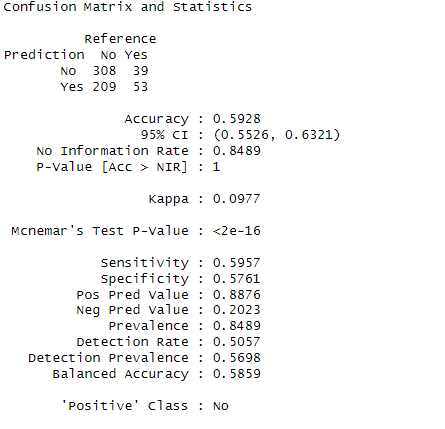 Confusion Matrix and Statistics
Reference
Prediction No Yes
No 308 39
Yes 209 53
Accuracy : 0.5928
95% CI : (0.5526, 0.6321)
No Information Rate : 0.8489
P-Value [Acc > NIR] : 1
Kappa : 0.0977
Mcnemar's Test P-Value : <2e-16
Sensitivity : 0.5957
Specificity : 0.5761
Pos Pred Value : 0.8876
Neg Pred Value : 0.2023
Prevalence : 0.8489
Detection Rate : 0.5057
Detection Prevalence : 0.5698
Balanced Accuracy : 0.5859
'Positive' Class : No